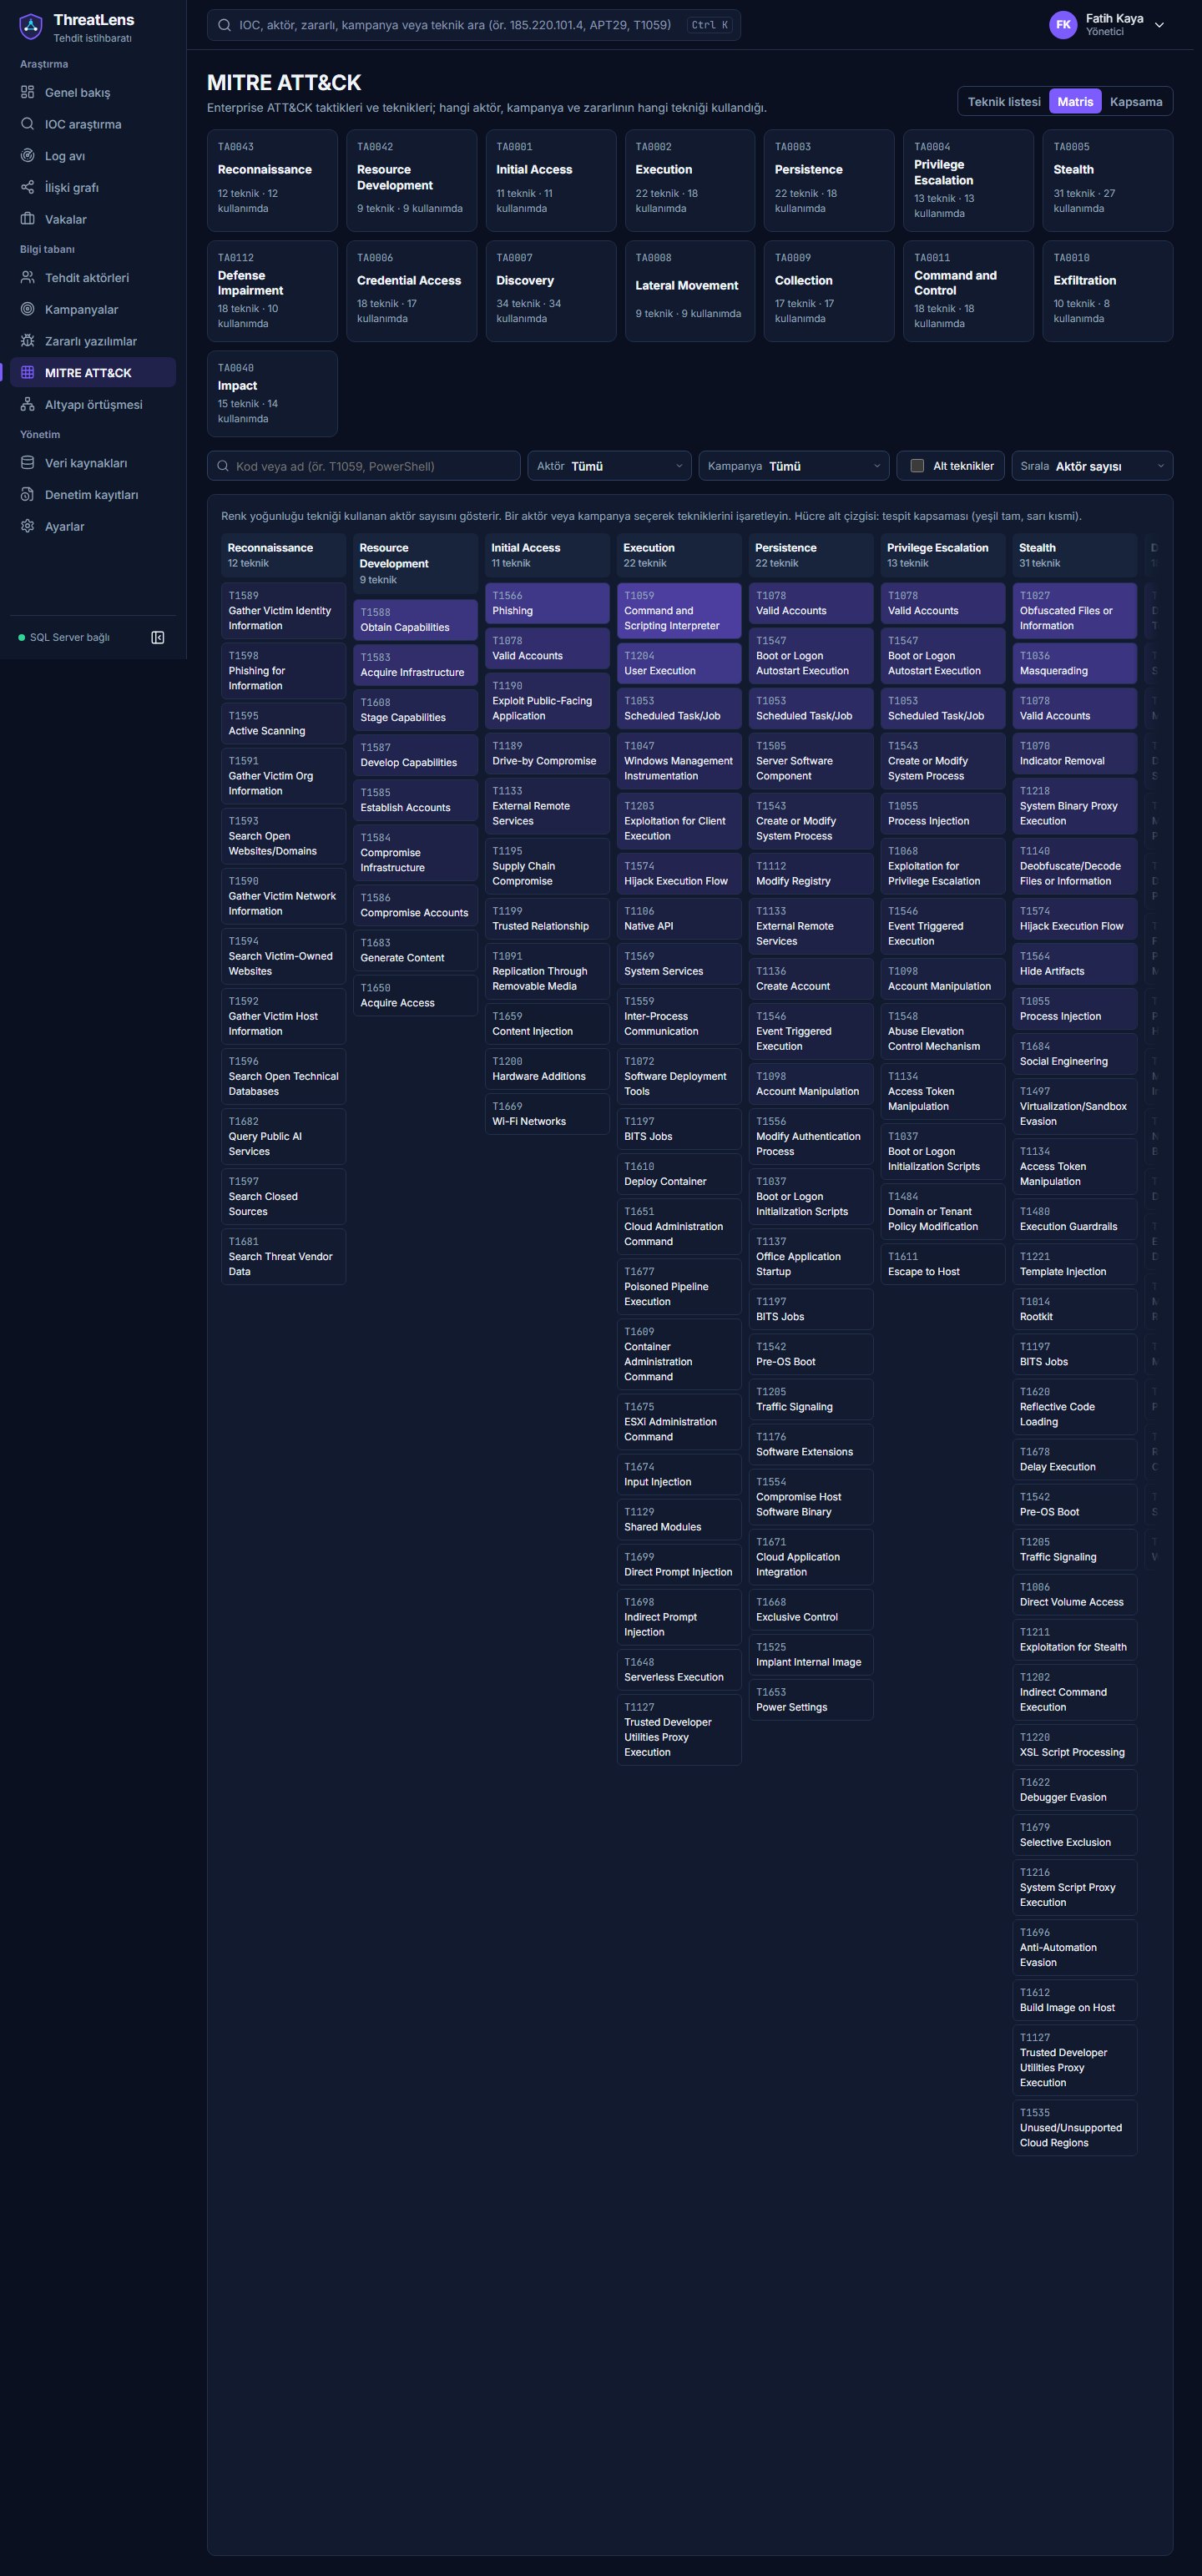 ThreatLens
Tehdit istihbaratı
Araştırma
Genel bakış
IOC araştırma
Log avı
İlişki grafı
Vakalar
Bilgi tabanı
Tehdit aktörleri
Kampanyalar
Zararlı yazılımlar
MITRE ATT&CK
Altyapı örtüşmesi
Yönetim
Veri kaynakları
Denetim kayıtları
Ayarlar
SQL Server bağlı
IOC, aktör, zararlı, kampanya veya teknik ara (ör. 185.220.101.4, APT29, T1059)
Ctrl K
FK
Fatih Kaya
Yönetici
MITRE ATT&CK
Enterprise ATT&CK taktikleri ve teknikleri; hangi aktör, kampanya ve zararlının hangi tekniği kullandığı.
Teknik listesi
Matris
Kapsama
TA0043
Reconnaissance
12 teknik · 12
kullanımda
TA0042
Resource
Development
9 teknik · 9 kullanımda
TA0001
Initial Access
11 teknik · 11
kullanımda
TA0002
Execution
22 teknik · 18
kullanımda
TA0003
Persistence
22 teknik · 18
kullanımda
TA0004
Privilege
Escalation
13 teknik · 13
kullanımda
TA0005
Stealth
31 teknik · 27
kullanımda
TA0112
Defense
Impairment
18 teknik · 10
kullanımda
TA0006
Credential Access
18 teknik · 17
kullanımda
TA0007
Discovery
34 teknik · 34
kullanımda
TA0008
Lateral Movement
9 teknik · 9 kullanımda
TA0009
Collection
17 teknik · 17
kullanımda
TA0011
Command and
Control
18 teknik · 18
kullanımda
TA0010
Exfiltration
10 teknik · 8
kullanımda
TA0040
Impact
15 teknik · 14
kullanımda
Kod veya ad (ör. T1059, PowerShell)
Aktör Tümü
Kampanya Tümü
Alt teknikler
Sırala Aktör sayısı
Renk yoğunluğu tekniği kullanan aktör sayısını gösterir. Bir aktör veya kampanya seçerek tekniklerini işaretleyin. Hücre alt çizgisi: tespit kapsaması (yeşil tam, sarı kısmi).
Reconnaissance
12 teknik
T1589
Gather Victim Identity
Information
T1598
Phishing for
Information
T1595
Active Scanning
T1591
Gather Victim Org
Information
T1593
Search Open
Websites/Domains
T1590
Gather Victim Network
Information
T1594
Search Victim-Owned
Websites
T1592
Gather Victim Host
Information
T1596
Search Open Technical
Databases
T1682
Query Public AI
Services
T1597
Search Closed
Sources
T1681
Search Threat Vendor
Data
Resource
Development
9 teknik
T1588
Obtain Capabilities
T1583
Acquire Infrastructure
T1608
Stage Capabilities
T1587
Develop Capabilities
T1585
Establish Accounts
T1584
Compromise
Infrastructure
T1586
Compromise Accounts
T1683
Generate Content
T1650
Acquire Access
Initial Access
11 teknik
T1566
Phishing
T1078
Valid Accounts
T1190
Exploit Public-Facing
Application
T1189
Drive-by Compromise
T1133
External Remote
Services
T1195
Supply Chain
Compromise
T1199
Trusted Relationship
T1091
Replication Through
Removable Media
T1659
Content Injection
T1200
Hardware Additions
T1669
Wi-Fi Networks
Execution
22 teknik
T1059
Command and
Scripting Interpreter
T1204
User Execution
T1053
Scheduled Task/Job
T1047
Windows Management
Instrumentation
T1203
Exploitation for Client
Execution
T1574
Hijack Execution Flow
T1106
Native API
T1569
System Services
T1559
Inter-Process
Communication
T1072
Software Deployment
Tools
T1197
BITS Jobs
T1610
Deploy Container
T1651
Cloud Administration
Command
T1677
Poisoned Pipeline
Execution
T1609
Container
Administration
Command
T1675
ESXi Administration
Command
T1674
Input Injection
T1129
Shared Modules
T1699
Direct Prompt Injection
T1698
Indirect Prompt
Injection
T1648
Serverless Execution
T1127
Trusted Developer
Utilities Proxy
Execution
Persistence
22 teknik
T1078
Valid Accounts
T1547
Boot or Logon
Autostart Execution
T1053
Scheduled Task/Job
T1505
Server Software
Component
T1543
Create or Modify
System Process
T1112
Modify Registry
T1133
External Remote
Services
T1136
Create Account
T1546
Event Triggered
Execution
T1098
Account Manipulation
T1556
Modify Authentication
Process
T1037
Boot or Logon
Initialization Scripts
T1137
Office Application
Startup
T1197
BITS Jobs
T1542
Pre-OS Boot
T1205
Traffic Signaling
T1176
Software Extensions
T1554
Compromise Host
Software Binary
T1671
Cloud Application
Integration
T1668
Exclusive Control
T1525
Implant Internal Image
T1653
Power Settings
Privilege Escalation
13 teknik
T1078
Valid Accounts
T1547
Boot or Logon
Autostart Execution
T1053
Scheduled Task/Job
T1543
Create or Modify
System Process
T1055
Process Injection
T1068
Exploitation for
Privilege Escalation
T1546
Event Triggered
Execution
T1098
Account Manipulation
T1548
Abuse Elevation
Control Mechanism
T1134
Access Token
Manipulation
T1037
Boot or Logon
Initialization Scripts
T1484
Domain or Tenant
Policy Modification
T1611
Escape to Host
Stealth
31 teknik
T1027
Obfuscated Files or
Information
T1036
Masquerading
T1078
Valid Accounts
T1070
Indicator Removal
T1218
System Binary Proxy
Execution
T1140
Deobfuscate/Decode
Files or Information
T1574
Hijack Execution Flow
T1564
Hide Artifacts
T1055
Process Injection
T1684
Social Engineering
T1497
Virtualization/Sandbox
Evasion
T1134
Access Token
Manipulation
T1480
Execution Guardrails
T1221
Template Injection
T1014
Rootkit
T1197
BITS Jobs
T1620
Reflective Code
Loading
T1678
Delay Execution
T1542
Pre-OS Boot
T1205
Traffic Signaling
T1006
Direct Volume Access
T1211
Exploitation for Stealth
T1202
Indirect Command
Execution
T1220
XSL Script Processing
T1622
Debugger Evasion
T1679
Selective Exclusion
T1216
System Script Proxy
Execution
T1696
Anti-Automation
Evasion
T1612
Build Image on Host
T1127
Trusted Developer
Utilities Proxy
Execution
T1535
Unused/Unsupported
Cloud Regions